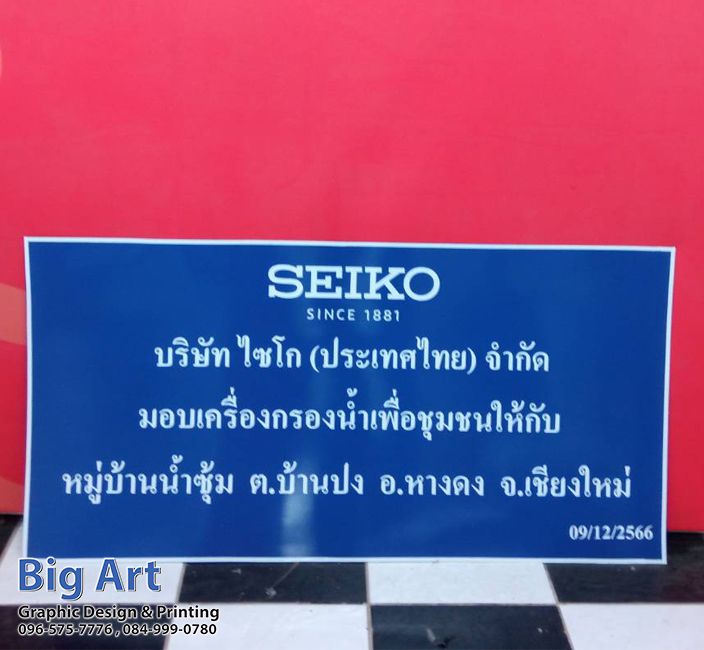 SEIKO
SINCE 1881
บริษัท ไซโก (ประเทศไทย) จำกัด
มอบเครื่องกรองน้ำเพื่อชุมชนให้กับ
หมู่บ้านน้ำซุ้ม ต.บ้านปง อ.หางดง จ.เชียงใหม่
09/12/2566
Big Art
Graphic Design & Printing
096-575-7776 , 084-999-0780